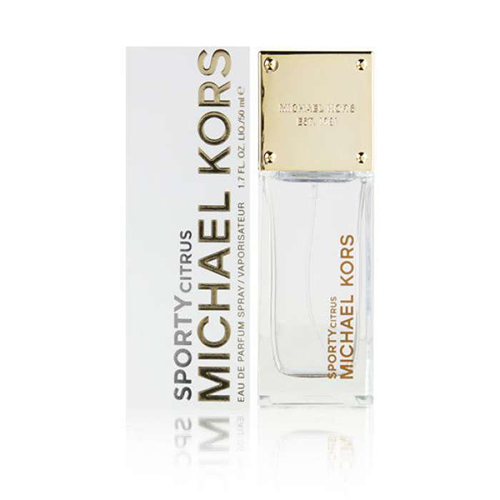 SPORTY CITRUS
MICHAEL KORS
EAU DE PARFUM SPRAY/VAPORISATEUR 1.7 FL. OZ. LIQ./50 ml ℮
MICHAEL KORS
EST. 1981
SPORTY CITRUS
MICHAEL KORS